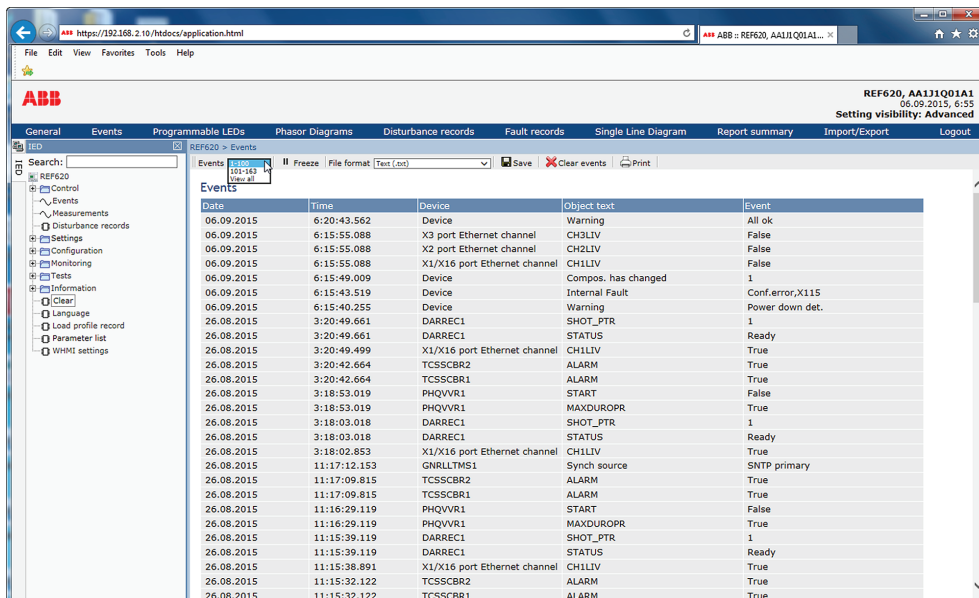 https://192.168.2.10/htdocs/application.html
ABB :: REF620, AA1J1Q01A1...
File Edit View Favorites Tools Help
ABB
REF620, AA1J1Q01A1
06.09.2015, 6:55
Setting visibility: Advanced
General Events Programmable LEDs Phasor Diagrams Disturbance records Fault records Single Line Diagram Report summary Import/Export Logout
IED
REF620 > Events
IED
Search:
Events 1-100 Freeze File format Text (.txt) Save Clear events Print
101-163
View all
REF620
Control
Events
Measurements
Disturbance records
Settings
Configuration
Monitoring
Tests
Information
Clear
Language
Load profile record
Parameter list
WHMI settings
Events
Date Time Device Object text Event
06.09.2015 6:20:43.562 Device Warning All ok
06.09.2015 6:15:55.088 X3 port Ethernet channel CH3LIV False
06.09.2015 6:15:55.088 X2 port Ethernet channel CH2LIV False
06.09.2015 6:15:55.088 X1/X16 port Ethernet channel CH1LIV False
06.09.2015 6:15:49.009 Device Compos. has changed 1
06.09.2015 6:15:43.519 Device Internal Fault Conf.error,X115
06.09.2015 6:15:40.255 Device Warning Power down det.
26.08.2015 3:20:49.661 DARREC1 SHOT_PTR 1
26.08.2015 3:20:49.661 DARREC1 STATUS Ready
26.08.2015 3:20:49.499 X1/X16 port Ethernet channel CH1LIV True
26.08.2015 3:20:42.664 TCSSCBR2 ALARM True
26.08.2015 3:20:42.664 TCSSCBR1 ALARM True
26.08.2015 3:18:53.019 PHQVVR1 START False
26.08.2015 3:18:53.019 PHQVVR1 MAXDUROPR True
26.08.2015 3:18:03.018 DARREC1 SHOT_PTR 1
26.08.2015 3:18:03.018 DARREC1 STATUS Ready
26.08.2015 3:18:02.853 X1/X16 port Ethernet channel CH1LIV True
26.08.2015 11:17:12.153 GNRLLTMS1 Synch source SNTP primary
26.08.2015 11:17:09.815 TCSSCBR2 ALARM True
26.08.2015 11:17:09.815 TCSSCBR1 ALARM True
26.08.2015 11:16:29.119 PHQVVR1 START False
26.08.2015 11:16:29.119 PHQVVR1 MAXDUROPR True
26.08.2015 11:15:39.119 DARREC1 SHOT_PTR 1
26.08.2015 11:15:39.119 DARREC1 STATUS Ready
26.08.2015 11:15:38.891 X1/X16 port Ethernet channel CH1LIV True
26.08.2015 11:15:32.122 TCSSCBR2 ALARM True
26.08.2015 11:15:32.122 TCSSCBR1 ALARM True